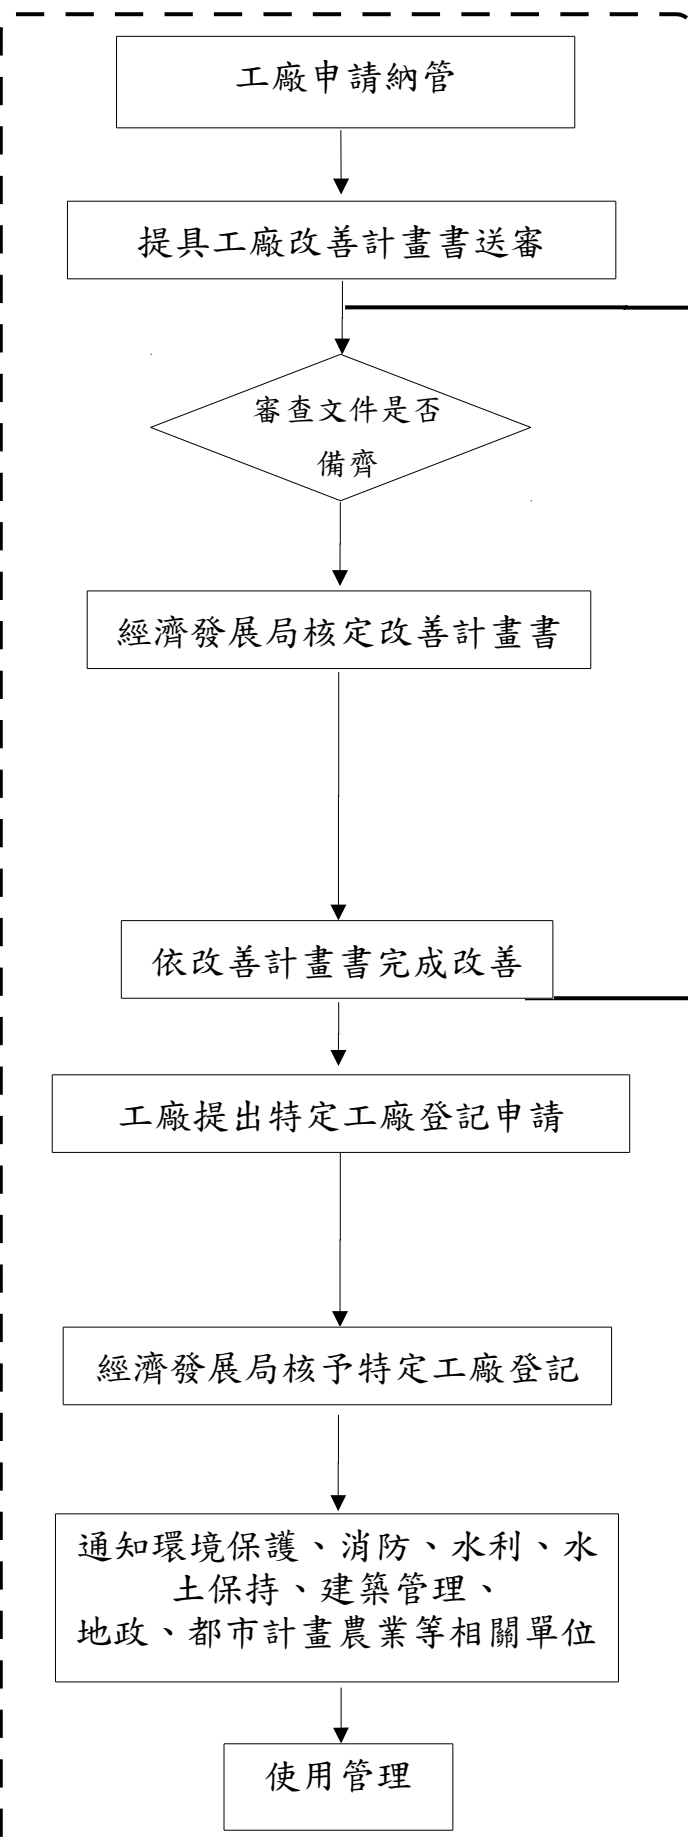 工廠申請納管
提具工廠改善計畫書送審
審查文件是否
備齊
經濟發展局核定改善計畫書
依改善計畫書完成改善
工廠提出特定工廠登記申請
經濟發展局核予特定工廠登記
通知環境保護、消防、水利、水
土保持、建築管理、
地政、都市計畫農業等相關單位
使用管理